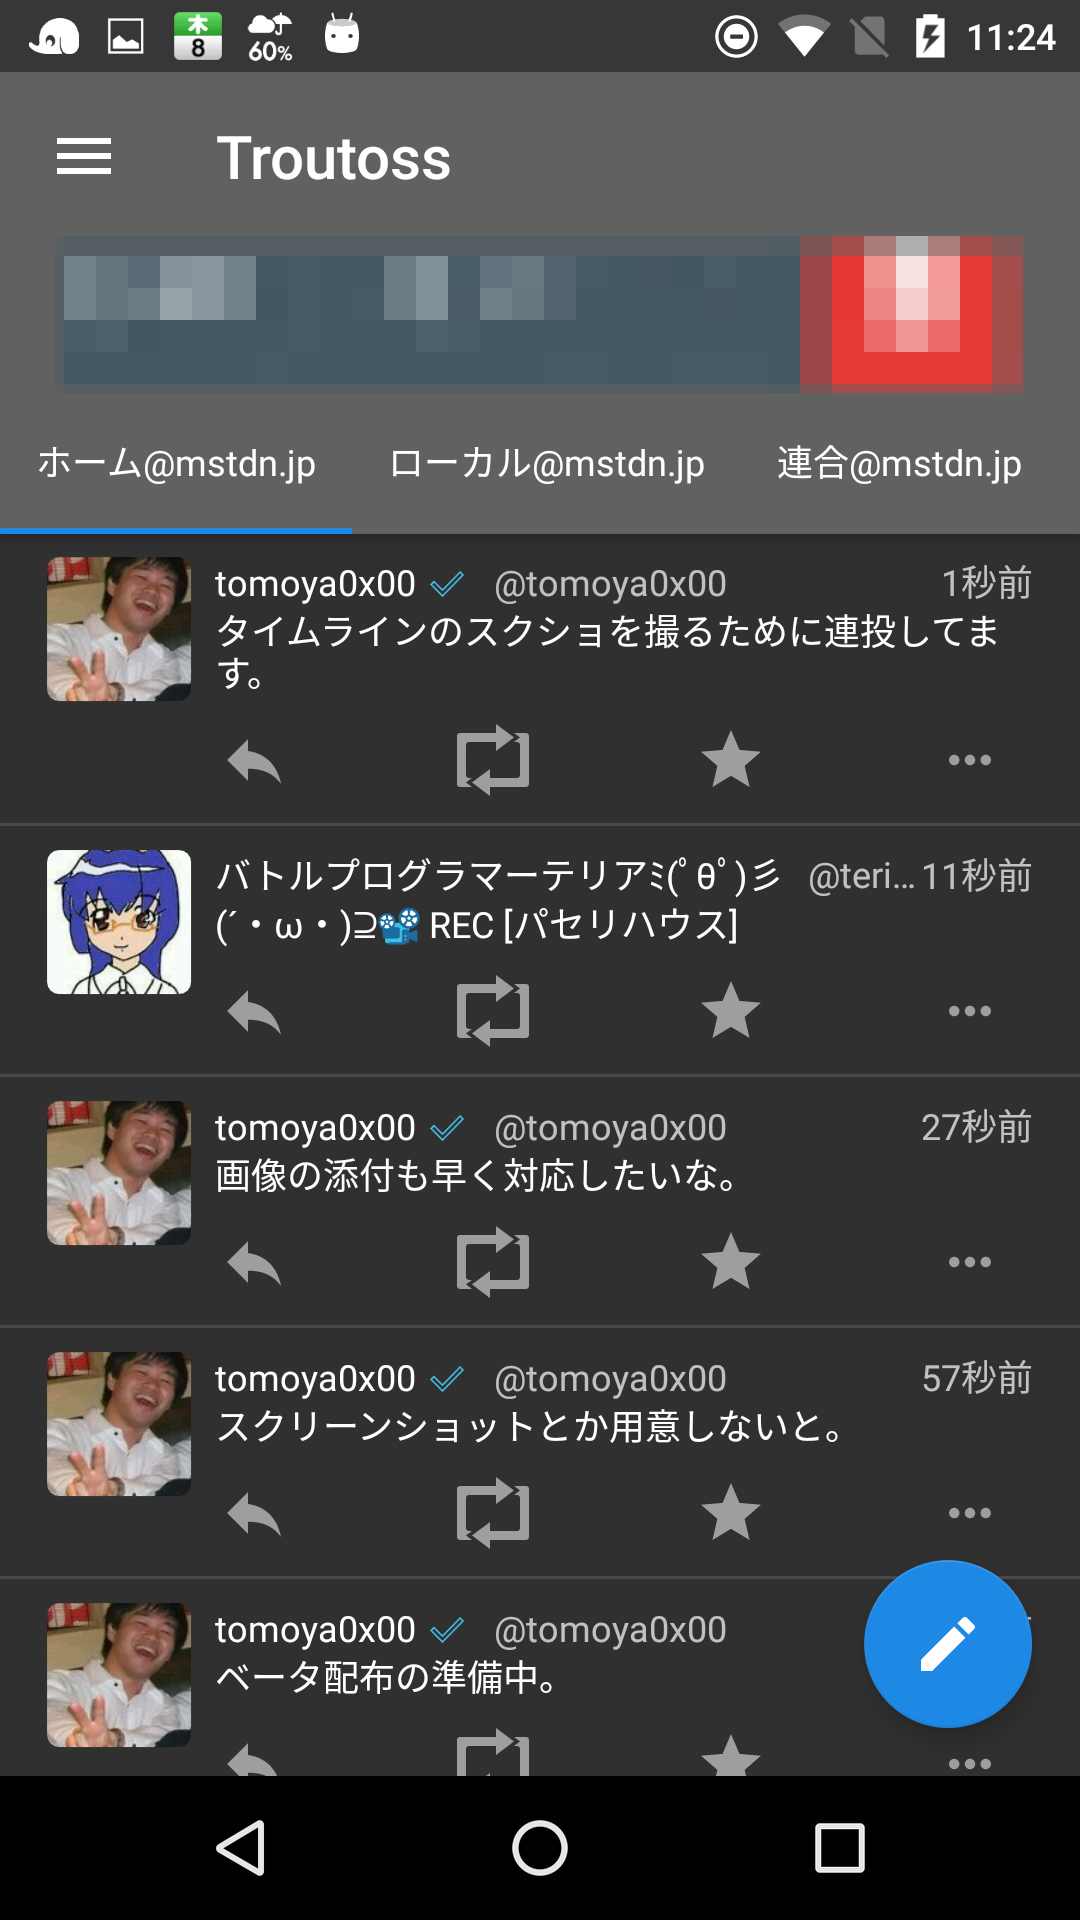 木
8
60%
11:24
Troutoss
ホーム@mstdn.jp
ローカル@mstdn.jp
連合@mstdn.jp
tomoya0x00 @tomoya0x00 1秒前
タイムラインのスクショを撮るために連投してま
す。
バトルプログラマーテリアミ(ﾟθﾟ)彡 @teri… 11秒前
(´・ω・)⊇📽 REC [パセリハウス]
tomoya0x00 @tomoya0x00 27秒前
画像の添付も早く対応したいな。
tomoya0x00 @tomoya0x00 57秒前
スクリーンショットとか用意しないと。
tomoya0x00 @tomoya0x00
ベータ配布の準備中。